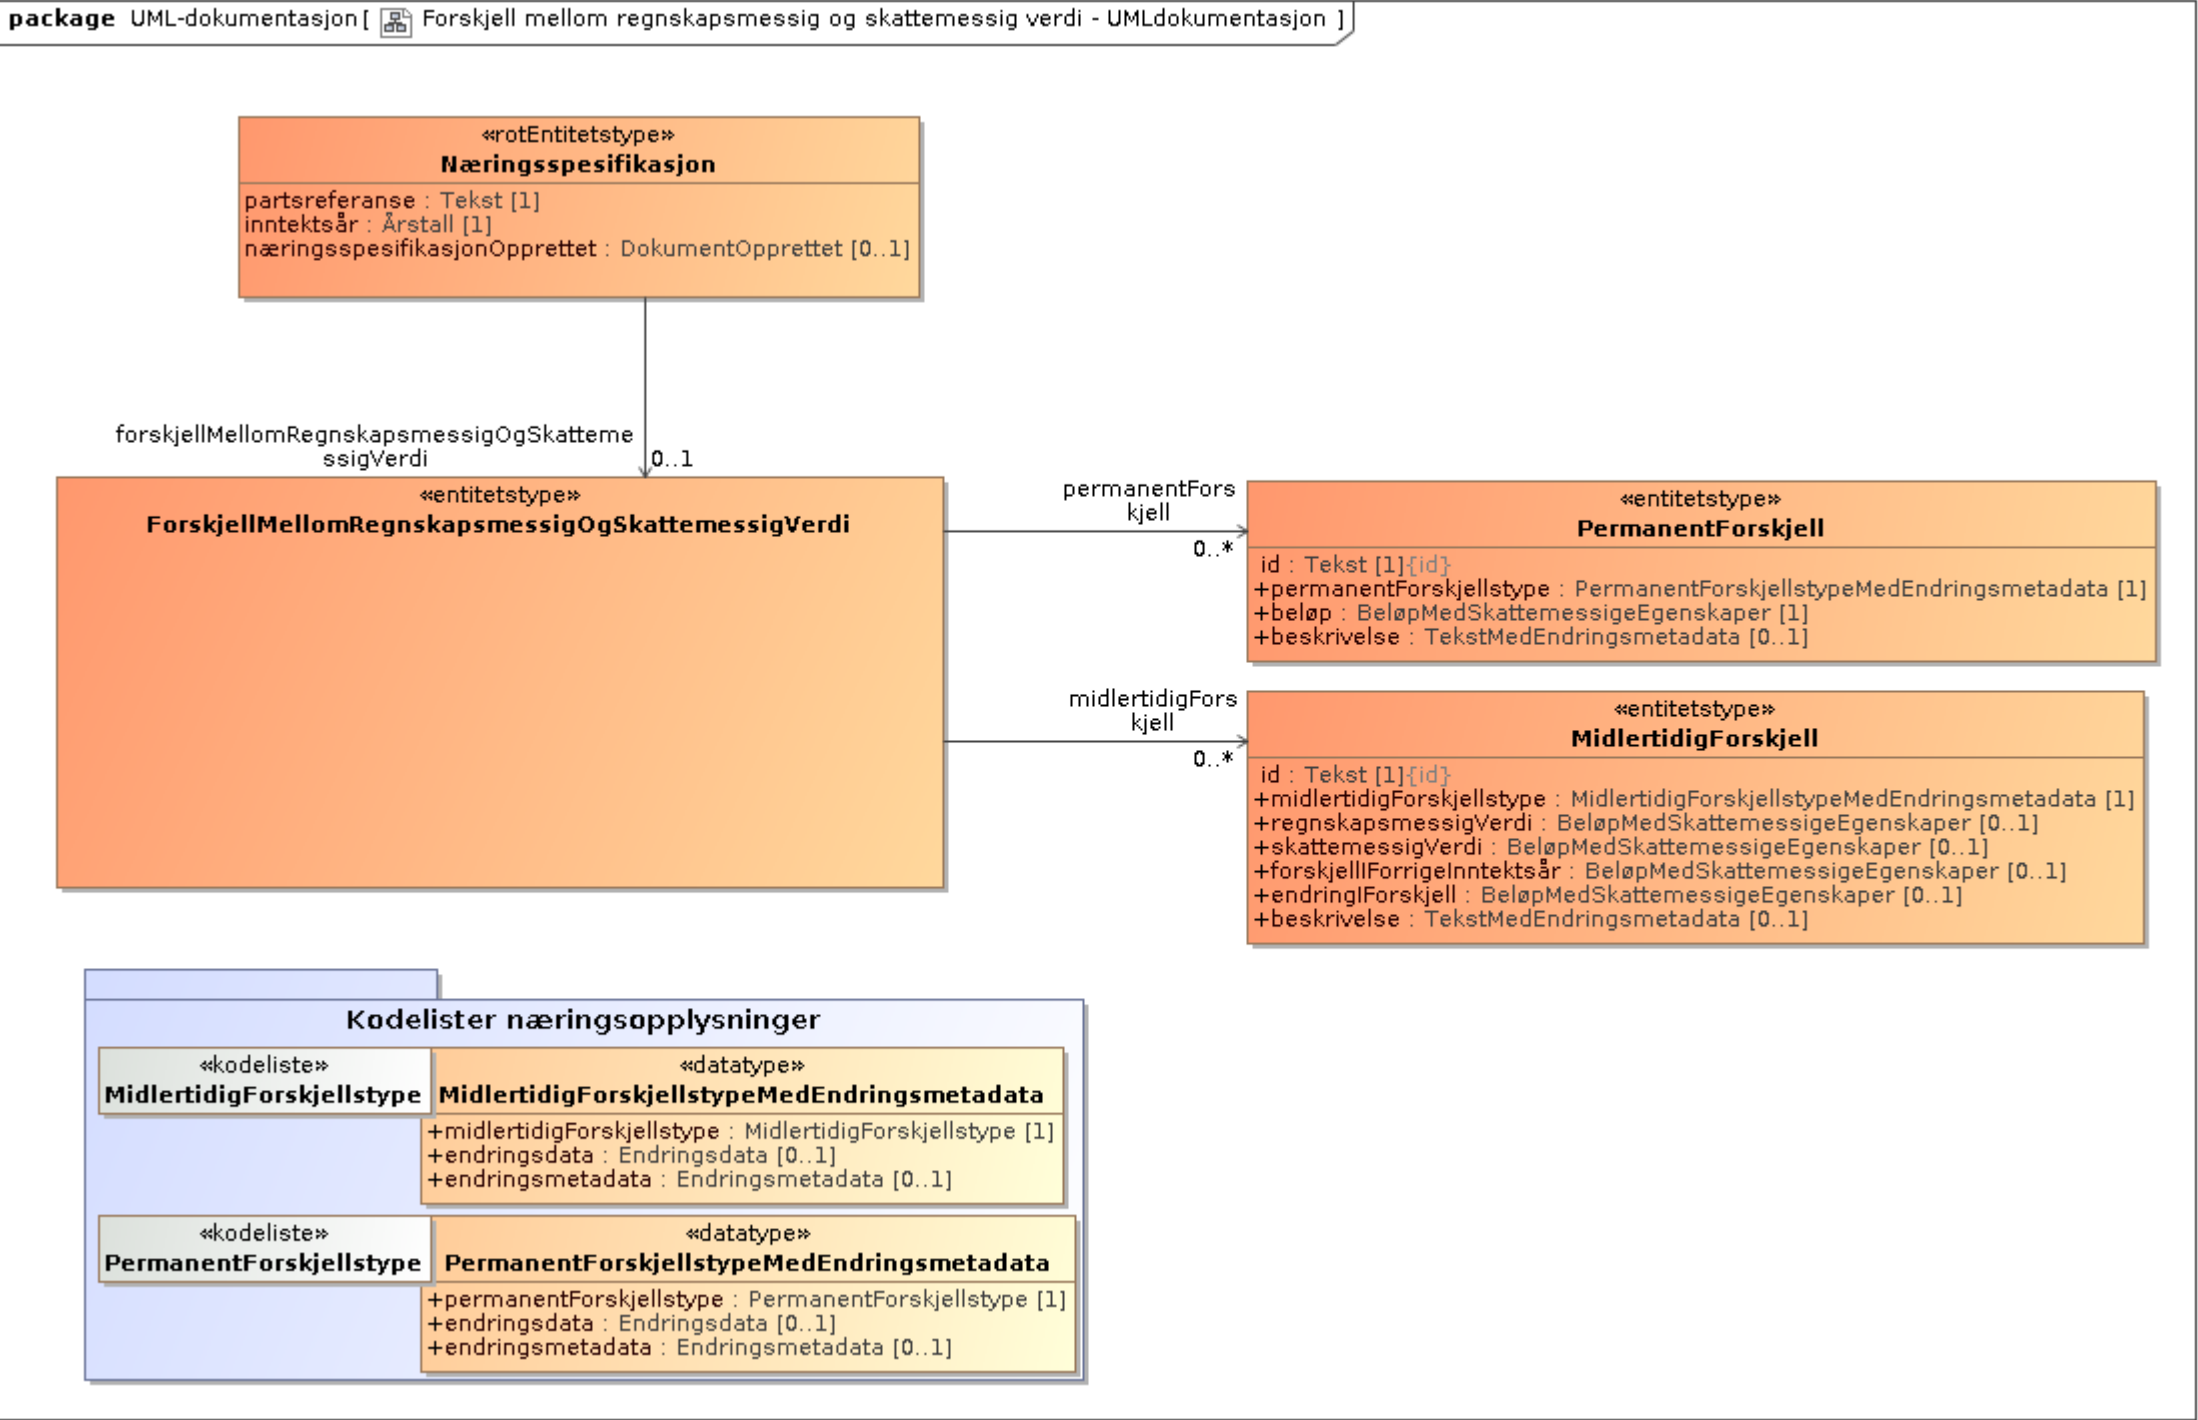 package UML-dokumentasjon [ Forskjell mellom regnskapsmessig og skattemessig verdi - UMLdokumentasjon ]
«rotEntitetstype»
Næringsspesifikasjon
partsreferanse : Tekst [1]
inntektsår : Årstall [1]
næringsspesifikasjonOpprettet : DokumentOpprettet [0..1]
forskjellMellomRegnskapsmessigOgSkatteme
ssigVerdi
0..1
«entitetstype»
ForskjellMellomRegnskapsmessigOgSkattemessigVerdi
permanentFors
kjell
0..*
«entitetstype»
PermanentForskjell
id : Tekst [1]{id}
+permanentForskjellstype : PermanentForskjellstypeMedEndringsmetadata [1]
+beløp : BeløpMedSkattemessigeEgenskaper [1]
+beskrivelse : TekstMedEndringsmetadata [0..1]
midlertidigFors
kjell
0..*
«entitetstype»
MidlertidigForskjell
id : Tekst [1]{id}
+midlertidigForskjellstype : MidlertidigForskjellstypeMedEndringsmetadata [1]
+regnskapsmessigVerdi : BeløpMedSkattemessigeEgenskaper [0..1]
+skattemessigVerdi : BeløpMedSkattemessigeEgenskaper [0..1]
+forskjellIForrigeInntektsår : BeløpMedSkattemessigeEgenskaper [0..1]
+endringIForskjell : BeløpMedSkattemessigeEgenskaper [0..1]
+beskrivelse : TekstMedEndringsmetadata [0..1]
Kodelister næringsopplysninger
«kodeliste»
MidlertidigForskjellstype
«datatype»
MidlertidigForskjellstypeMedEndringsmetadata
+midlertidigForskjellstype : MidlertidigForskjellstype [1]
+endringsdata : Endringsdata [0..1]
+endringsmetadata : Endringsmetadata [0..1]
«kodeliste»
PermanentForskjellstype
«datatype»
PermanentForskjellstypeMedEndringsmetadata
+permanentForskjellstype : PermanentForskjellstype [1]
+endringsdata : Endringsdata [0..1]
+endringsmetadata : Endringsmetadata [0..1]